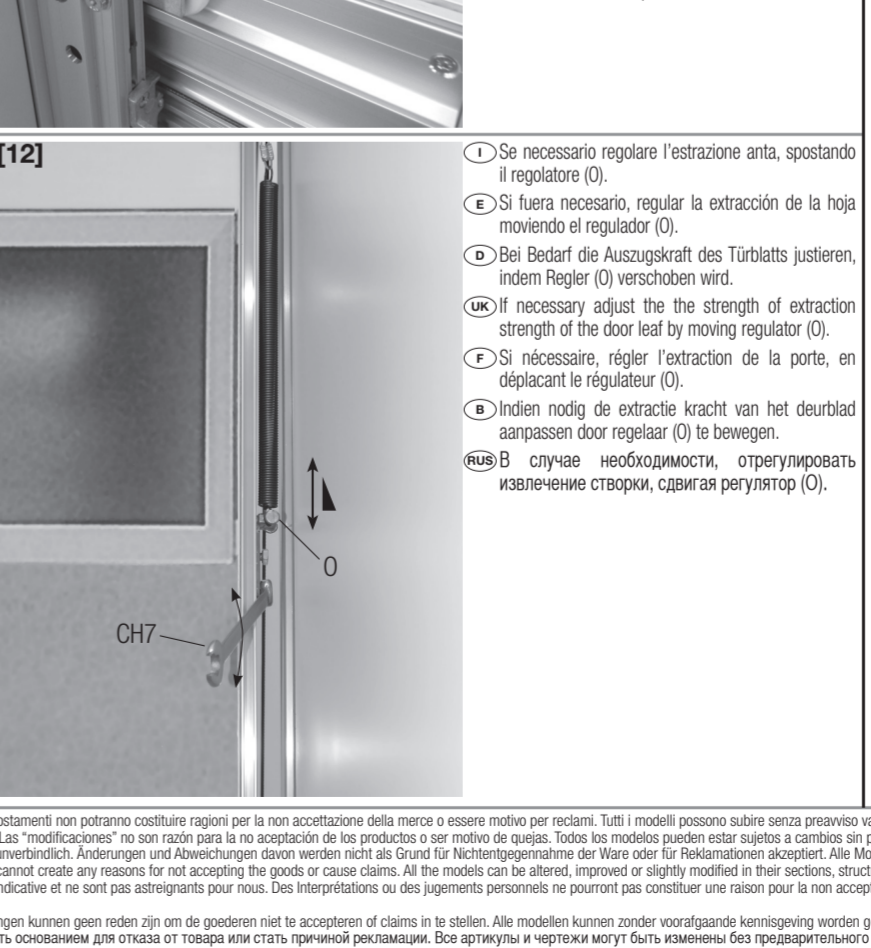 [12]
O
CH7
I Se necessario regolare l'estrazione anta, spostando
il regolatore (O).
E Si fuera necesario, regular la extracción de la hoja
moviendo el regulador (O).
D Bei Bedarf die Auszugskraft des Türblatts justieren,
indem Regler (O) verschoben wird.
UK If necessary adjust the the strength of extraction
strength of the door leaf by moving regulator (O).
F Si nécessaire, régler l'extraction de la porte, en
déplacant le régulateur (O).
B Indien nodig de extractie kracht van het deurblad
aanpassen door regelaar (O) te bewegen.
RUS В случае необходимости, отрегулировать
извлечение створки, сдвигая регулятор (O).
ostamenti non potranno costituire ragioni per la non accettazione della merce o essere motivo per reclami. Tutti i modelli possono subire senza preavviso va
Las “modificaciones” no son razón para la no aceptación de los productos o ser motivo de quejas. Todos los modelos pueden estar sujetos a cambios sin p
unverbindlich. Änderungen und Abweichungen davon werden nicht als Grund für Nichtentgegennahme der Ware oder für Reklamationen akzeptiert. Alle Mo
cannot create any reasons for not accepting the goods or cause claims. All the models can be altered, improved or slightly modified in their sections, struct
ndicative et ne sont pas astreignants pour nous. Des Interprétations ou des jugements personnels ne pourront pas constituer une raison pour la non accept
ngen kunnen geen reden zijn om de goederen niet te accepteren of claims in te stellen. Alle modellen kunnen zonder voorafgaande kennisgeving worden g
ть основанием для отказа от товара или стать причиной рекламации. Все артикулы и чертежи могут быть изменены без предварительного